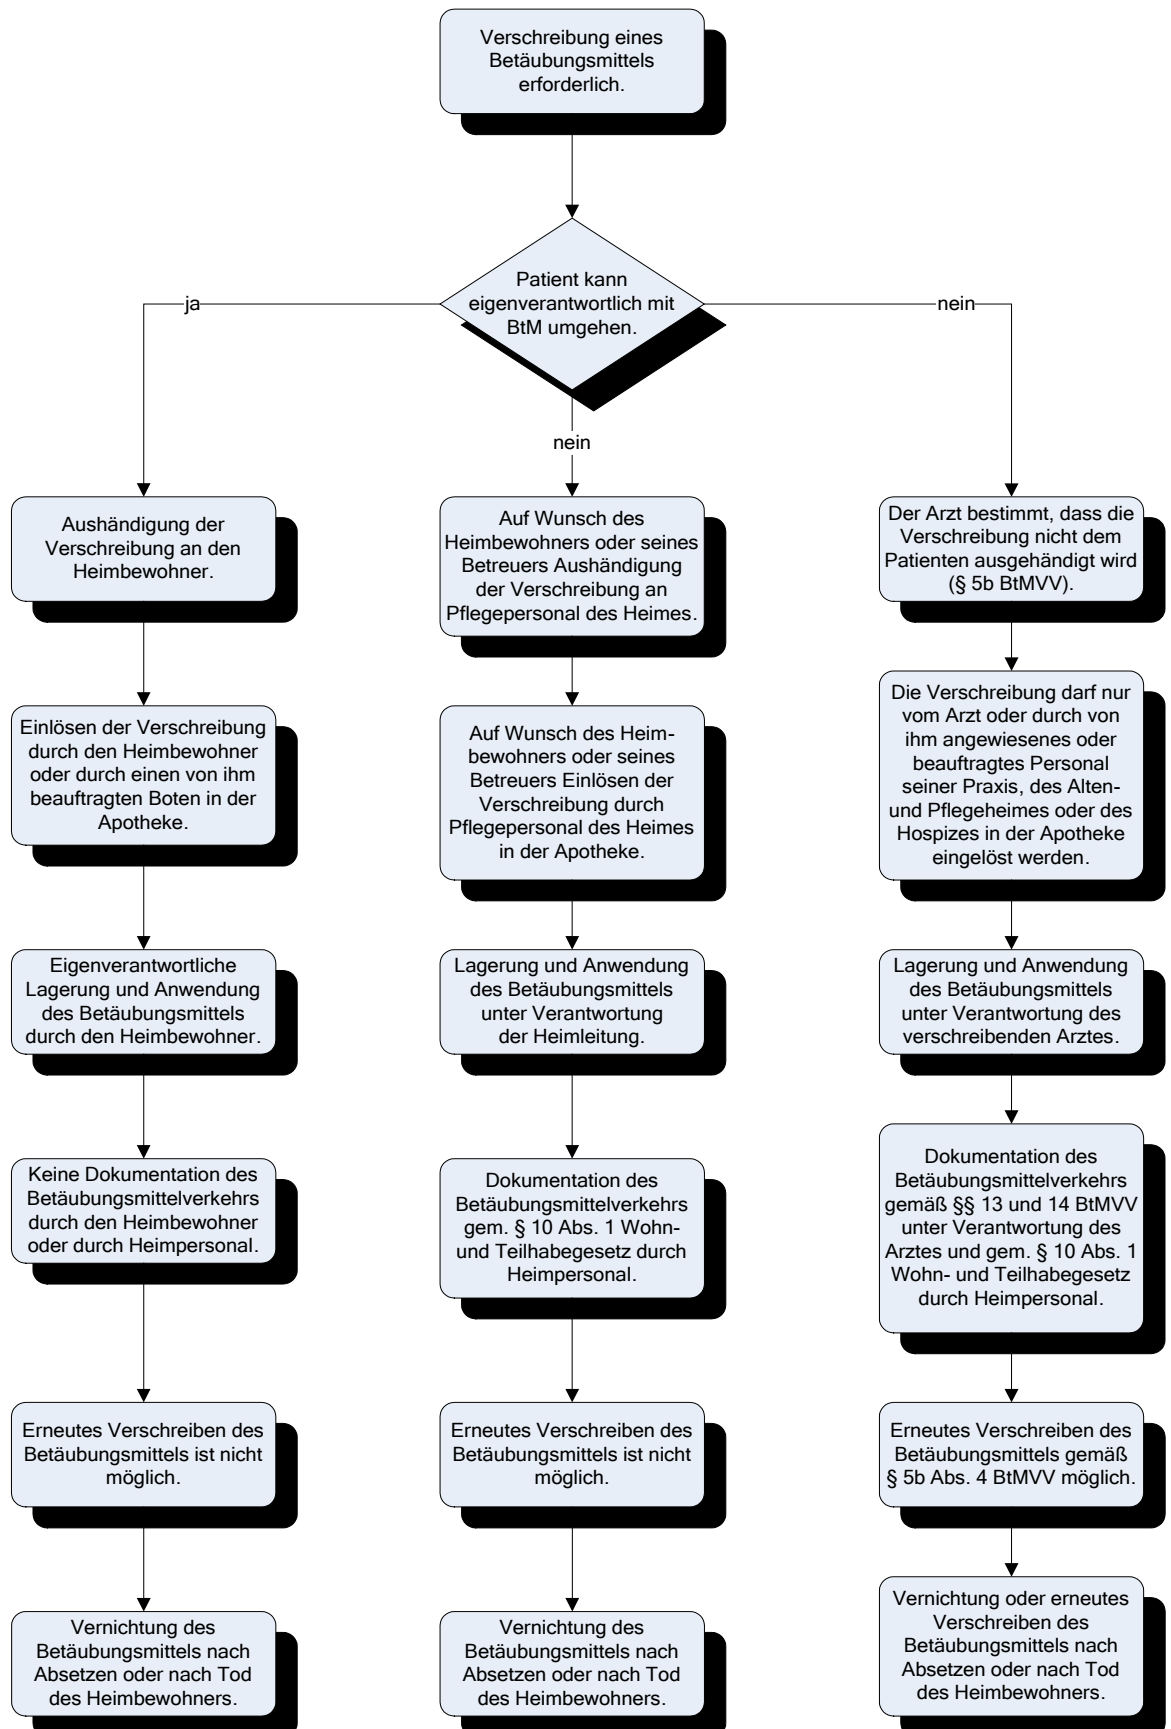 Verschreibung eines
Betäubungsmittels
erforderlich.
Patient kann
eigenverantwortlich mit
BtM umgehen.
ja
nein
nein
Aushändigung der
Verschreibung an den
Heimbewohner.
Einlösen der Verschreibung
durch den Heimbewohner
oder durch einen von ihm
beauftragten Boten in der
Apotheke.
Eigenverantwortliche
Lagerung und Anwendung
des Betäubungsmittels
durch den Heimbewohner.
Keine Dokumentation des
Betäubungsmittelverkehrs
durch den Heimbewohner
oder durch Heimpersonal.
Erneutes Verschreiben des
Betäubungsmittels ist nicht
möglich.
Vernichtung des
Betäubungsmittels nach
Absetzen oder nach Tod
des Heimbewohners.
Auf Wunsch des
Heimbewohners oder seines
Betreuers Aushändigung
der Verschreibung an
Pflegepersonal des Heimes.
Auf Wunsch des Heim-
bewohners oder seines
Betreuers Einlösen der
Verschreibung durch
Pflegepersonal des Heimes
in der Apotheke.
Lagerung und Anwendung
des Betäubungsmittels
unter Verantwortung
der Heimleitung.
Dokumentation des
Betäubungsmittelverkehrs
gem. § 10 Abs. 1 Wohn-
und Teilhabegesetz durch
Heimpersonal.
Erneutes Verschreiben des
Betäubungsmittels ist nicht
möglich.
Vernichtung des
Betäubungsmittels nach
Absetzen oder nach Tod
des Heimbewohners.
Der Arzt bestimmt, dass die
Verschreibung nicht dem
Patienten ausgehändigt wird
(§ 5b BtMVV).
Die Verschreibung darf nur
vom Arzt oder durch von
ihm angewiesenes oder
beauftragtes Personal
seiner Praxis, des Alten-
und Pflegeheimes oder des
Hospizes in der Apotheke
eingelöst werden.
Lagerung und Anwendung
des Betäubungsmittels
unter Verantwortung des
verschreibenden Arztes.
Dokumentation des
Betäubungsmittelverkehrs
gemäß §§ 13 und 14 BtMVV
unter Verantwortung des
Arztes und gem. § 10 Abs. 1
Wohn- und Teilhabegesetz
durch Heimpersonal.
Erneutes Verschreiben des
Betäubungsmittels gemäß
§ 5b Abs. 4 BtMVV möglich.
Vernichtung oder erneutes
Verschreiben des
Betäubungsmittels nach
Absetzen oder nach Tod
des Heimbewohners.